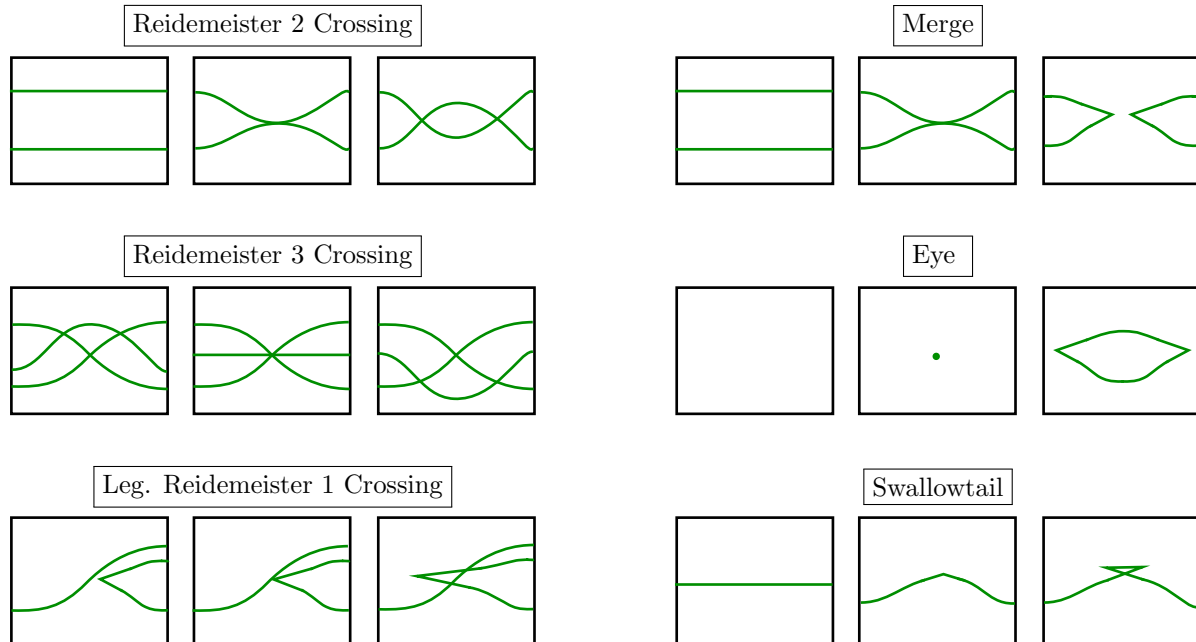 Reidemeister 2 Crossing
Merge
Reidemeister 3 Crossing
Eye
Leg. Reidemeister 1 Crossing
Swallowtail